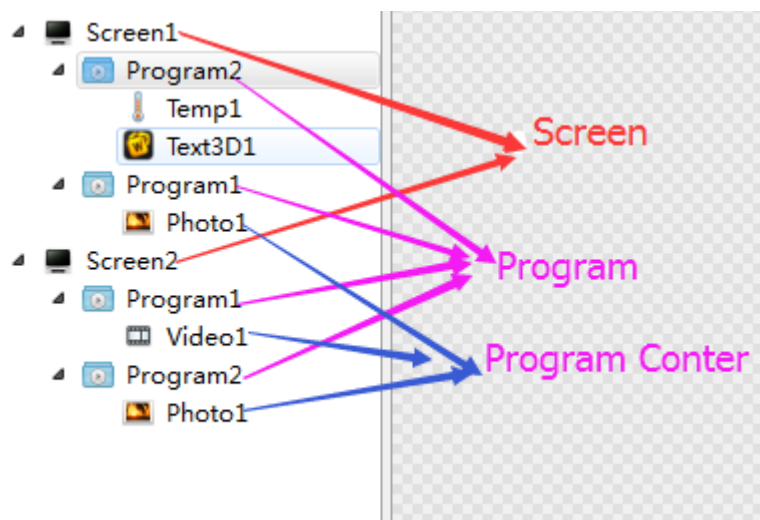 Screen1
Program2
Temp1
Text3D1
Program1
Photo1
Screen2
Program1
Video1
Program2
Photo1
Screen
Program
Program Conter